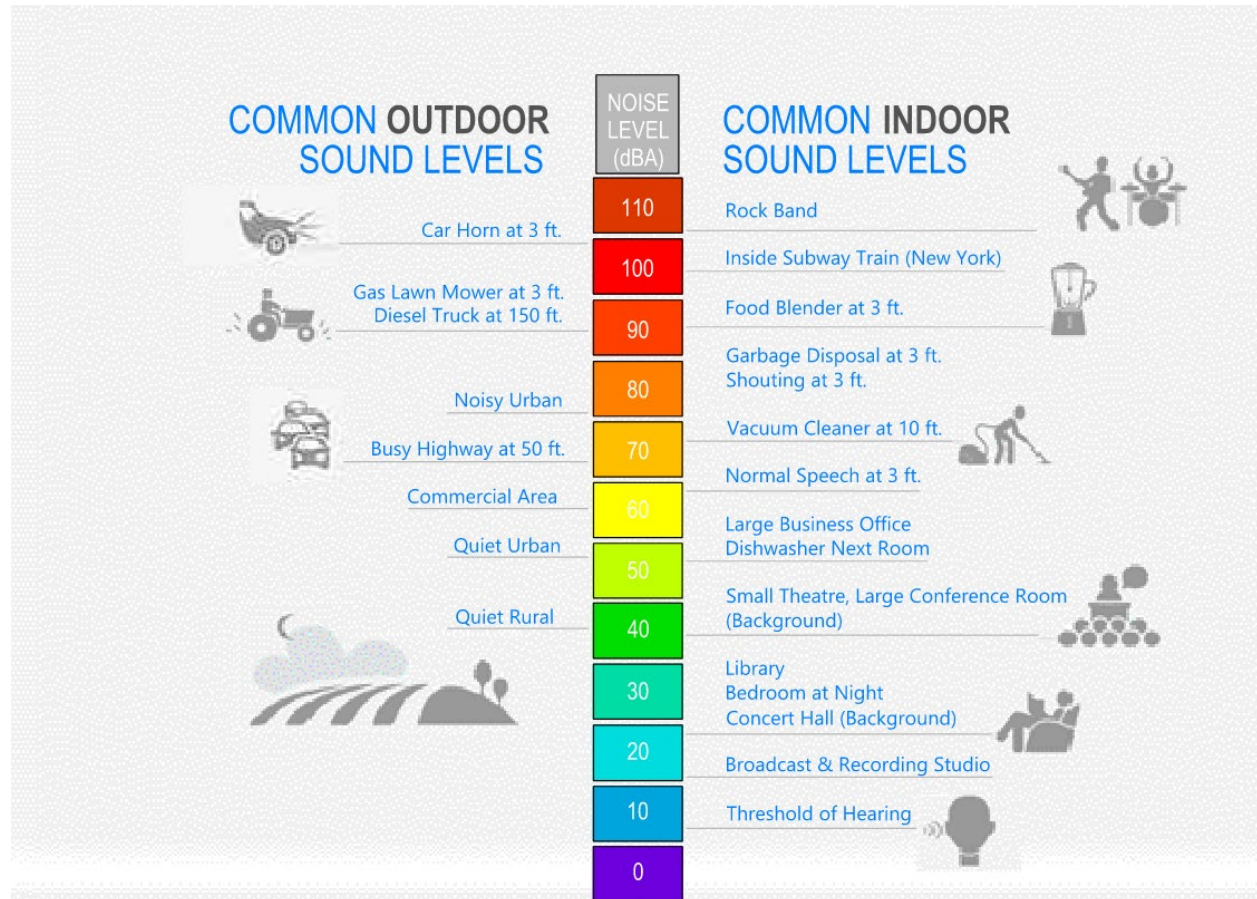 COMMON OUTDOOR
SOUND LEVELS
NOISE
LEVEL
(dBA)
COMMON INDOOR
SOUND LEVELS
110
Rock Band
Car Horn at 3 ft.
100
Inside Subway Train (New York)
Gas Lawn Mower at 3 ft.
Diesel Truck at 150 ft.
90
Food Blender at 3 ft.
Garbage Disposal at 3 ft.
Shouting at 3 ft.
80
Noisy Urban
Vacuum Cleaner at 10 ft.
Busy Highway at 50 ft.
70
Normal Speech at 3 ft.
Commercial Area
60
Large Business Office
Dishwasher Next Room
Quiet Urban
50
Small Theatre, Large Conference Room
(Background)
Quiet Rural
40
Library
Bedroom at Night
Concert Hall (Background)
30
20
Broadcast & Recording Studio
10
Threshold of Hearing
0